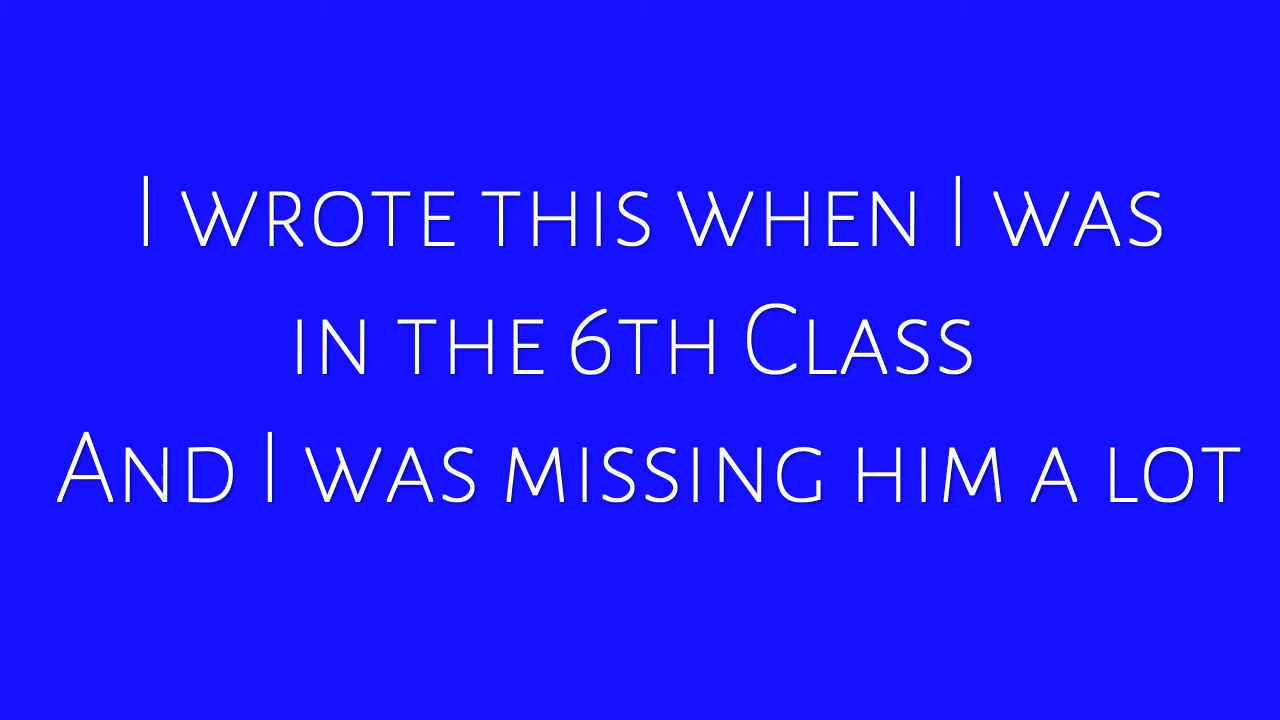 I wrote this when I was
in the 6th Class
And I was missing him a lot